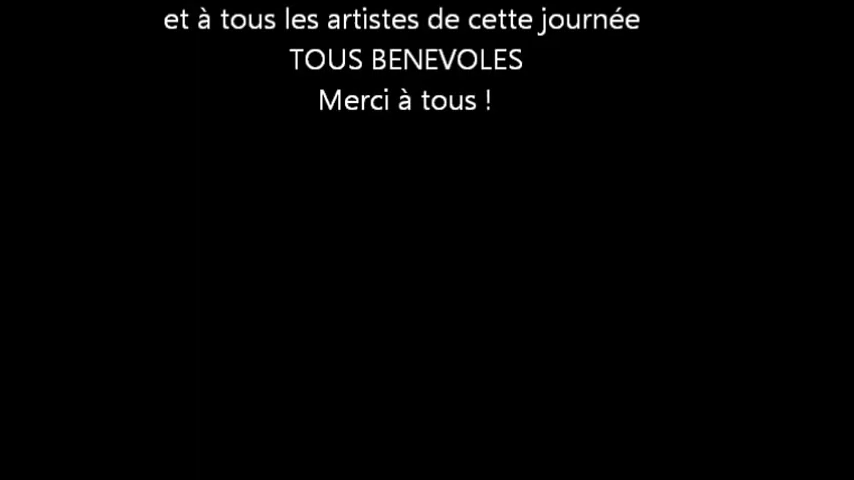 et à tous les artistes de cette journée
TOUS BENEVOLES
Merci à tous !